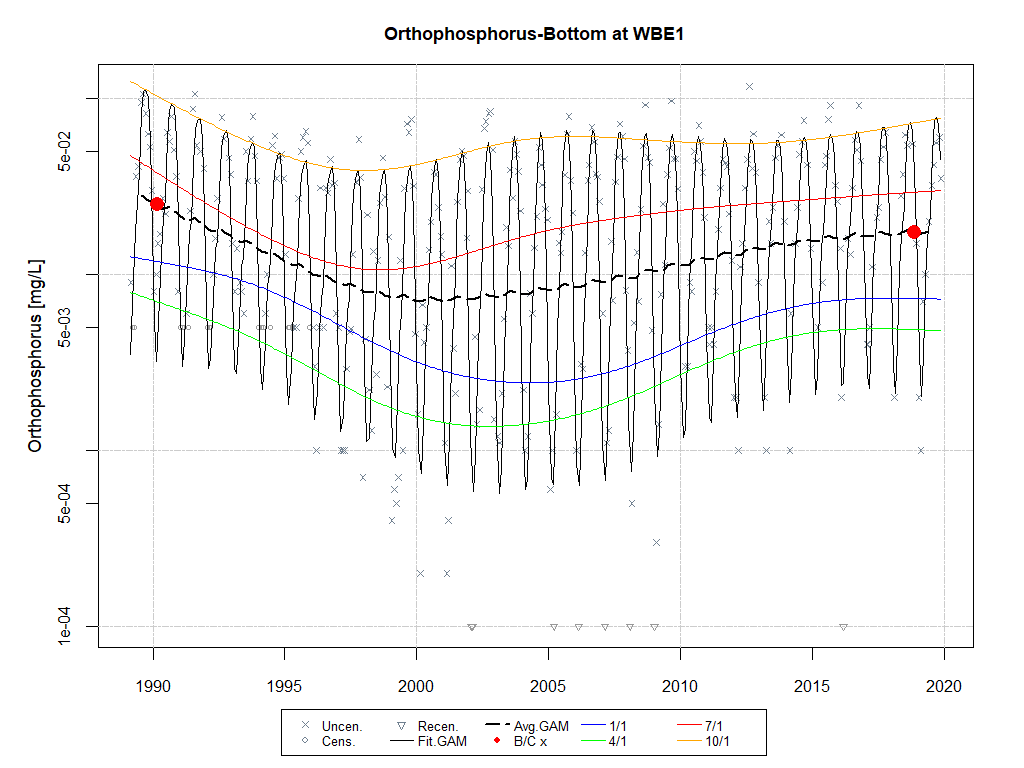 Orthophosphorus-Bottom at WBE1
Orthophosphorus [mg/L]
5e-02
5e-03
5e-04
1e-04
1990 1995 2000 2005 2010 2015 2020
Uncen. Recen. Avg.GAM 1/1 7/1
Cens. Fit.GAM B/C x 4/1 10/1